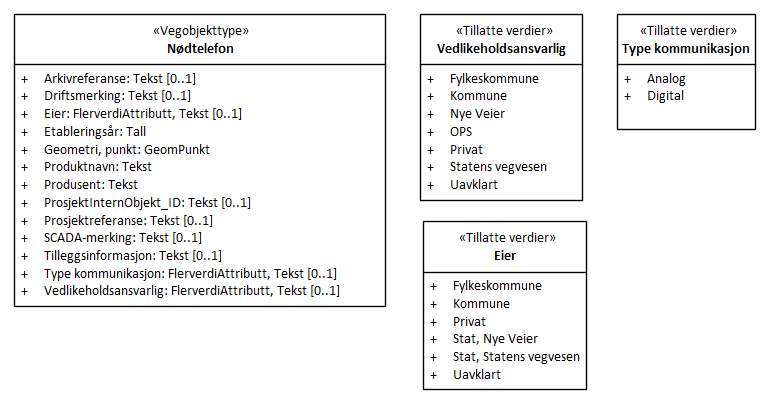 «Vegobjekttype»
Nødtelefon
+ Arkivreferanse: Tekst [0..1]
+ Driftsmerking: Tekst [0..1]
+ Eier: FlerverdiAttributt, Tekst [0..1]
+ Etableringsår: Tall
+ Geometri, punkt: GeomPunkt
+ Produktnavn: Tekst
+ Produsent: Tekst
+ ProsjektInternObjekt_ID: Tekst [0..1]
+ Prosjektreferanse: Tekst [0..1]
+ SCADA-merking: Tekst [0..1]
+ Tilleggsinformasjon: Tekst [0..1]
+ Type kommunikasjon: FlerverdiAttributt, Tekst [0..1]
+ Vedlikeholdsansvarlig: FlerverdiAttributt, Tekst [0..1]
«Tillatte verdier»
Vedlikeholdsansvarlig
+ Fylkeskommune
+ Kommune
+ Nye Veier
+ OPS
+ Privat
+ Statens vegvesen
+ Uavklart
«Tillatte verdier»
Type kommunikasjon
+ Analog
+ Digital
«Tillatte verdier»
Eier
+ Fylkeskommune
+ Kommune
+ Privat
+ Stat, Nye Veier
+ Stat, Statens vegvesen
+ Uavklart